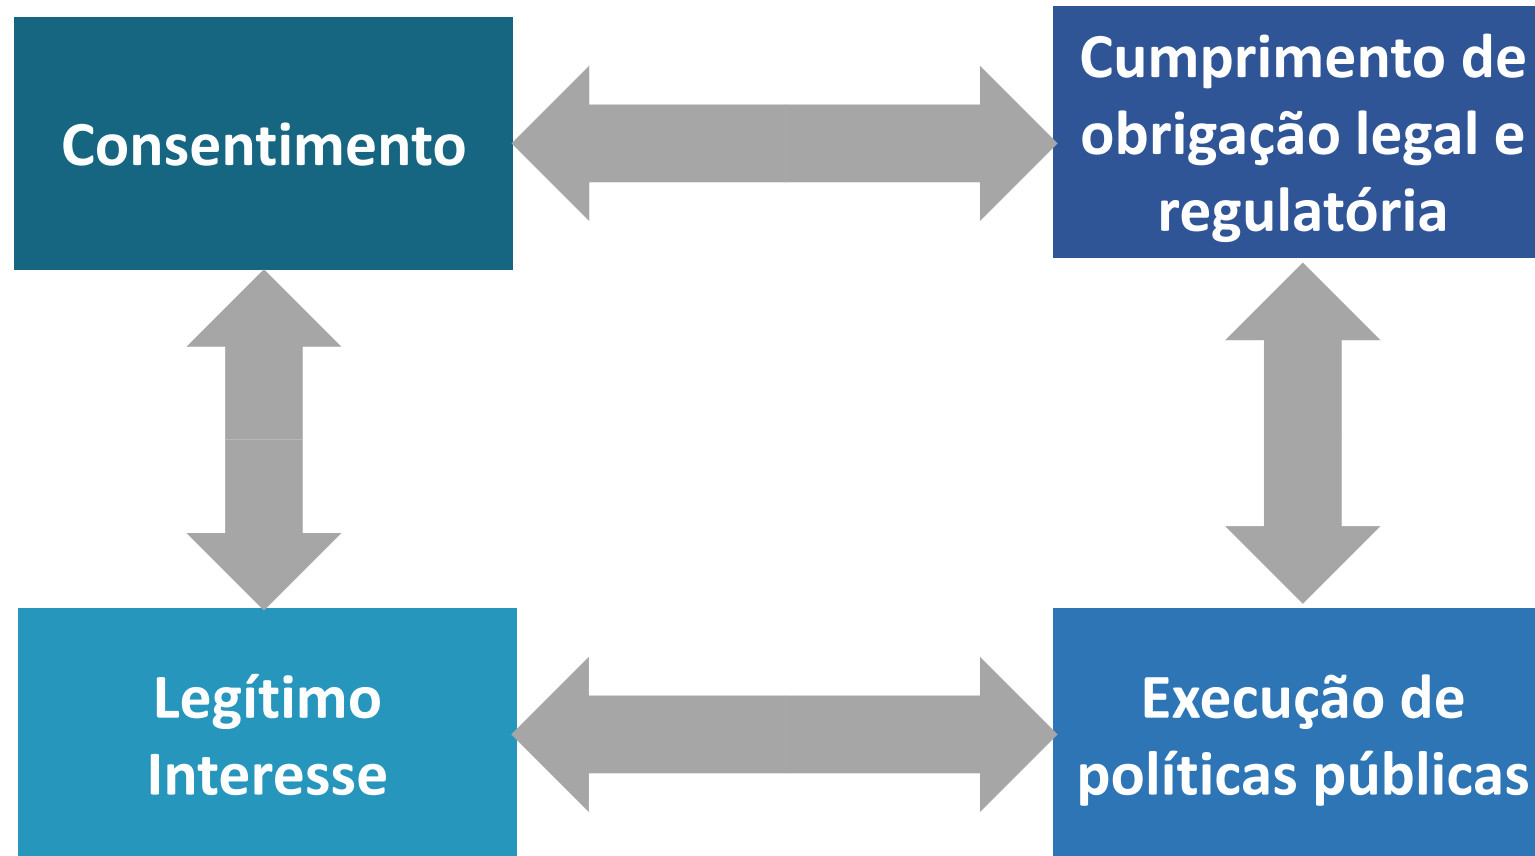 Consentimento
Cumprimento de
obrigação legal e
regulatória
Legítimo
Interesse
Execução de
políticas públicas